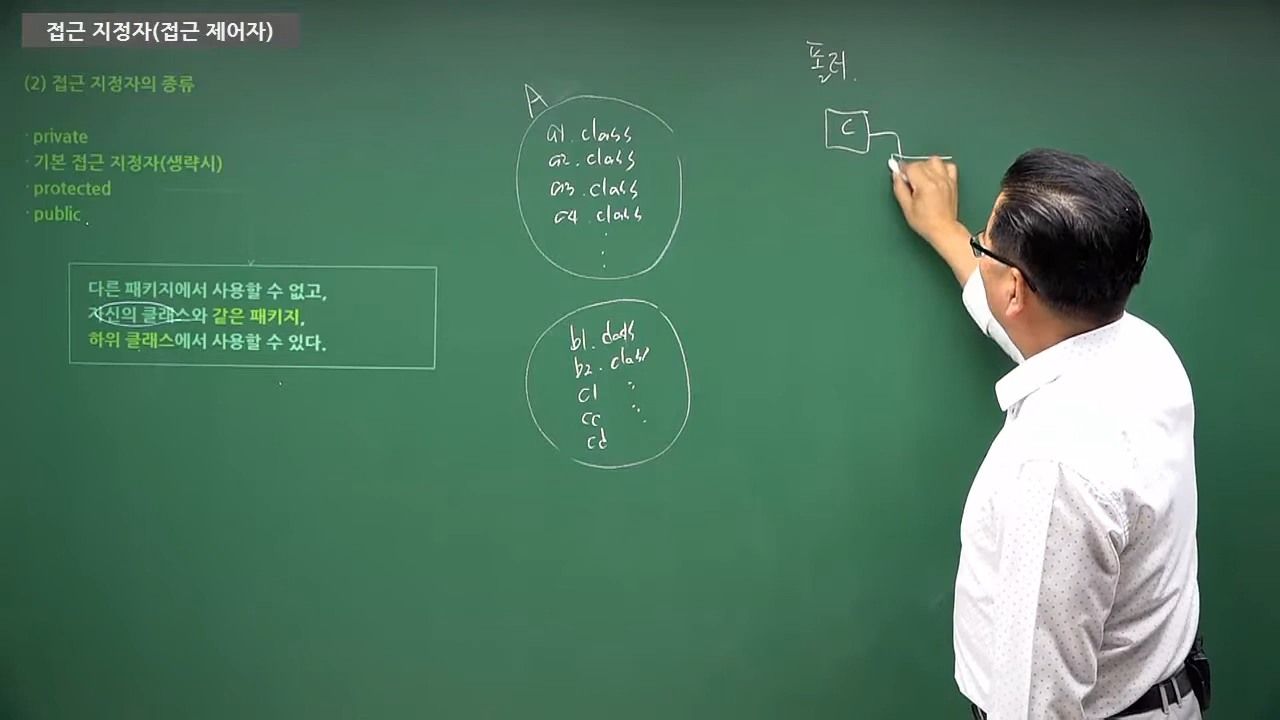 접근 지정자(접근 제어자)
(2) 접근 지정자의 종류
· private
· 기본 접근 지정자(생략시)
· protected
· public
다른 패키지에서 사용할 수 없고,
자신의 클래스와 같은 패키지,
하위 클래스에서 사용할 수 있다.
A
a1. class
a2. class
a3. class
a4. class
b1. class
b2. class
c1
cc
cd
폴더.
C